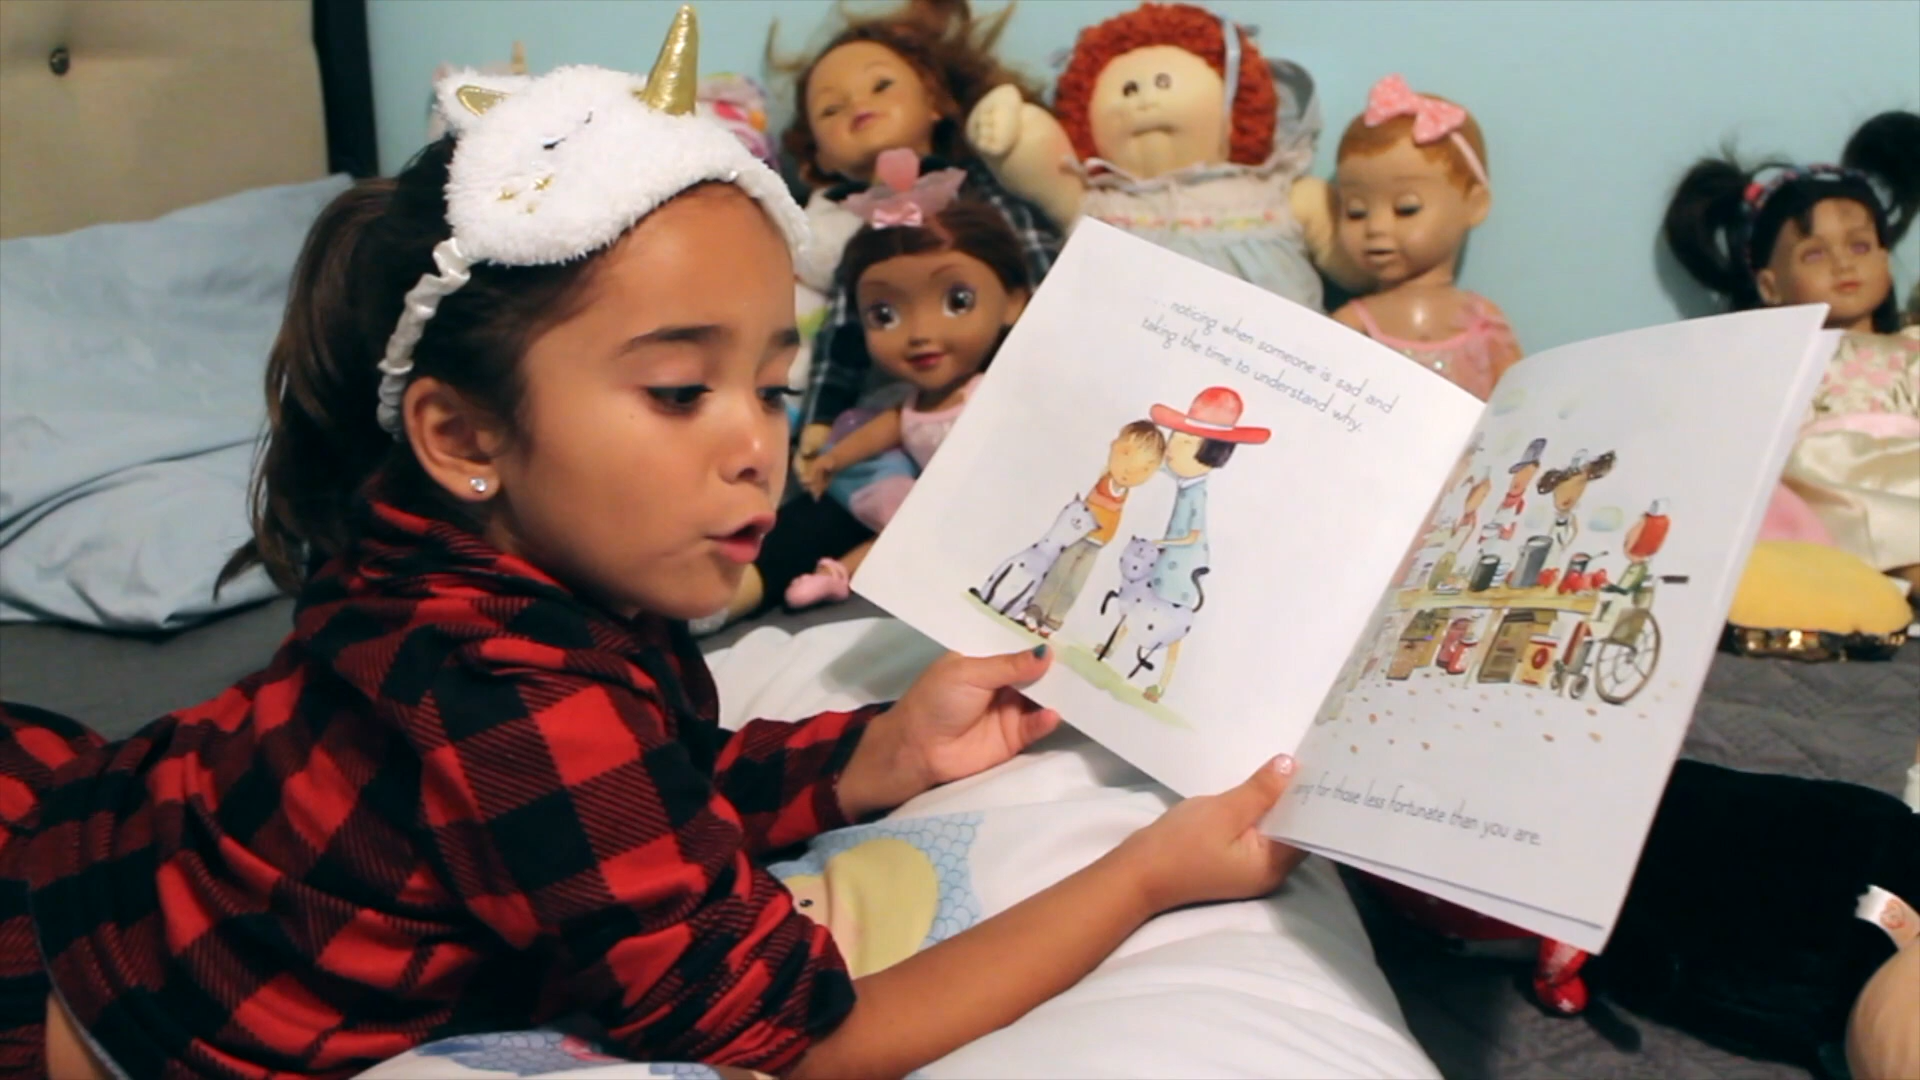 ... noticing when someone is sad and
taking the time to understand why.
for those less fortunate than you are.